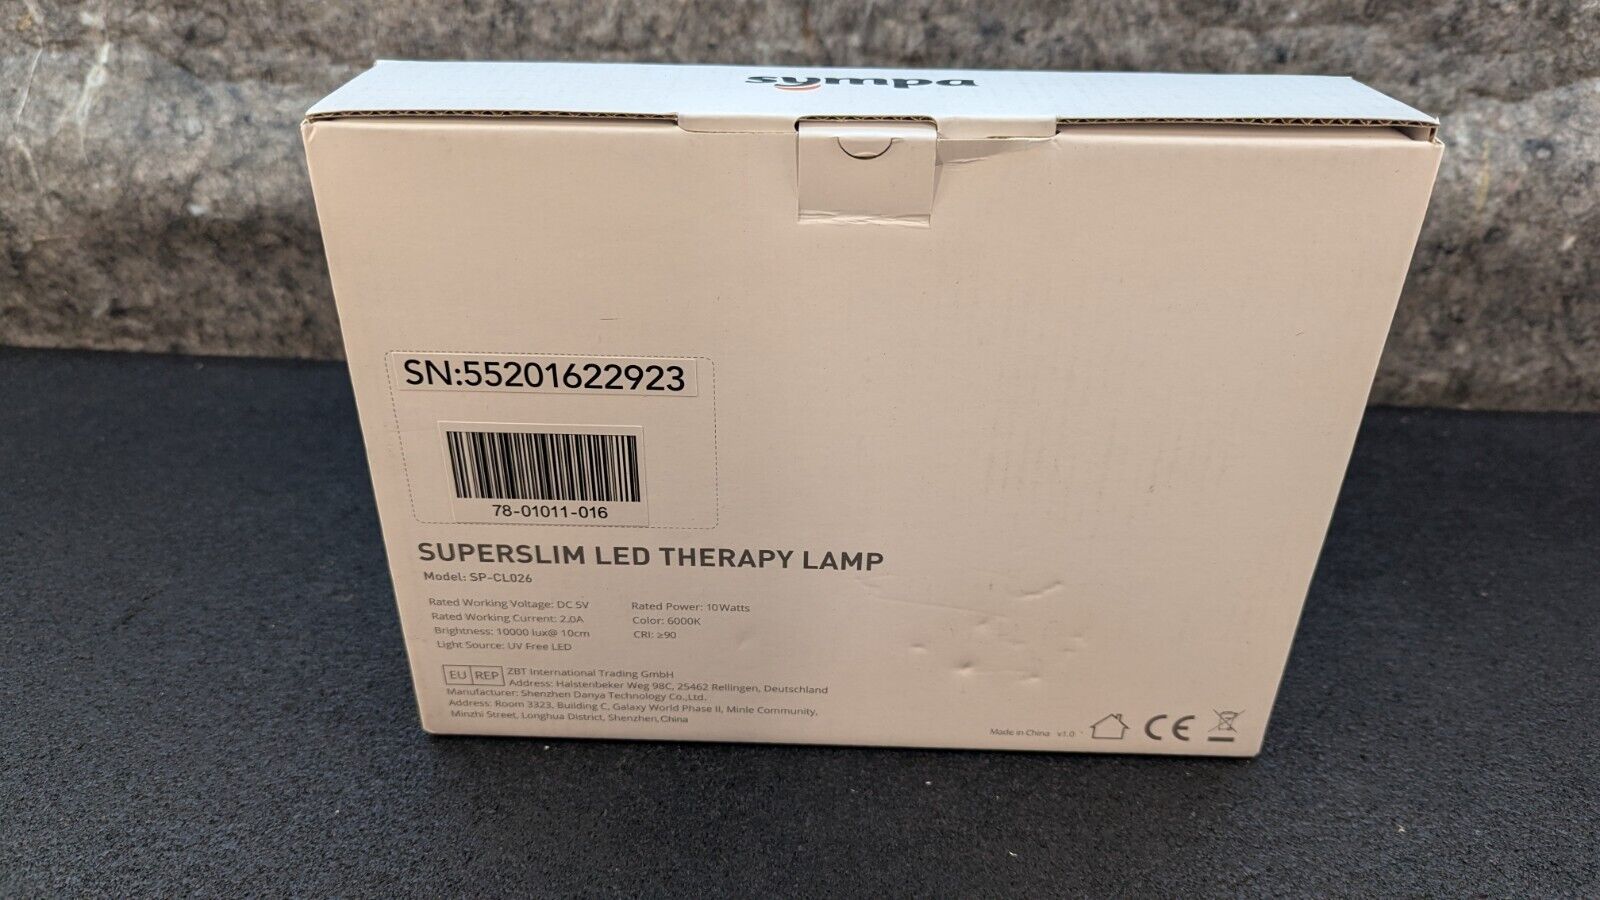 sympa
SN:55201622923
78-01011-016
SUPERSLIM LED THERAPY LAMP
Model: SP-CL026
Rated Working Voltage: DC 5V
Rated Power: 10Watts
Rated Working Current: 2.0A
Color: 6000K
Brightness: 10000 lux@ 10cm
CRI: ≥90
Light Source: UV Free LED
EU REP ZBT International Trading GmbH
Address: Halstenbeker Weg 98C, 25462 Rellingen, Deutschland
Manufacturer: Shenzhen Danya Technology Co.,Ltd.
Address: Room 3323, Building C, Galaxy World Phase II, Minle Community,
Minzhi Street, Longhua District, Shenzhen,China
Made in China v1.0 CE